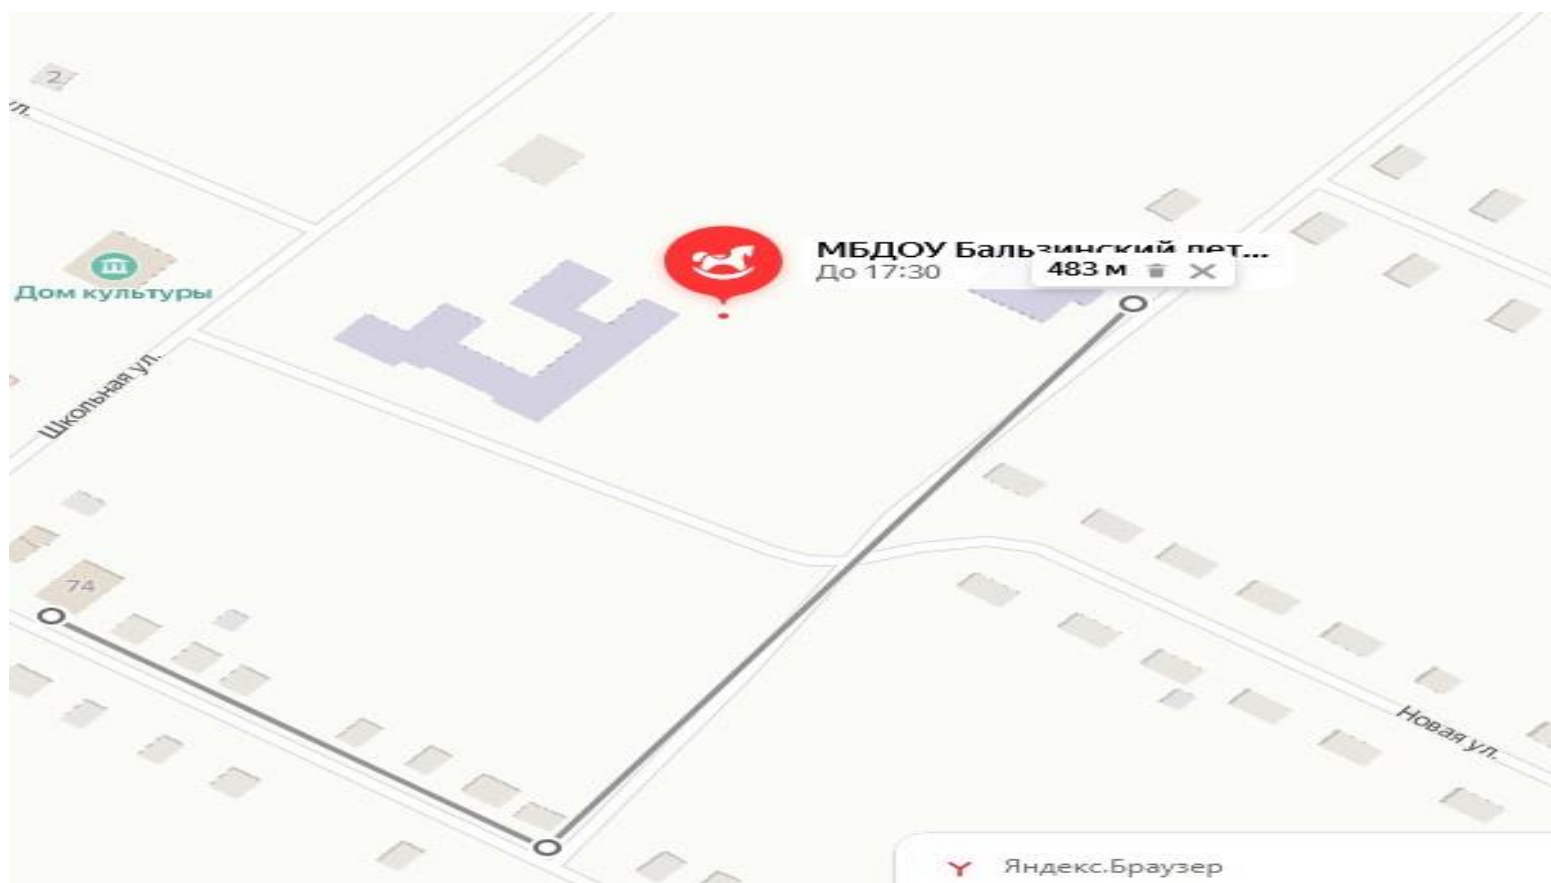 2
ул.
МБДОУ Бальзинский дет...
До 17:30
483 м
Дом культуры
Школьная ул.
74
Новая ул.
Яндекс.Браузер